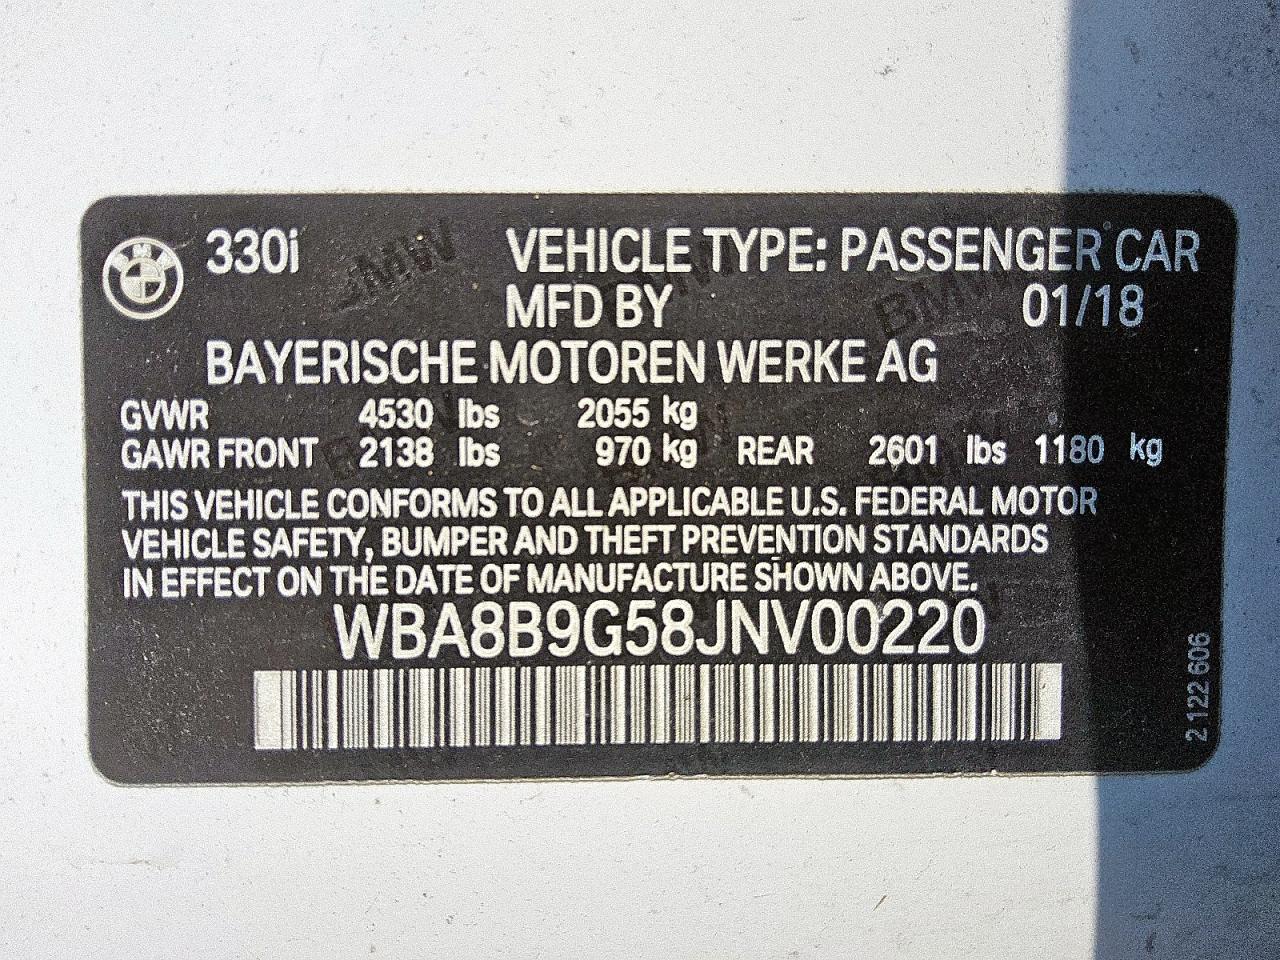 BMW 330i VEHICLE TYPE: PASSENGER CAR
MFD BY 01/18
BAYERISCHE MOTOREN WERKE AG
GVWR 4530 lbs 2055 kg
GAWR FRONT 2138 lbs 970 kg REAR 2601 lbs 1180 kg
THIS VEHICLE CONFORMS TO ALL APPLICABLE U.S. FEDERAL MOTOR
VEHICLE SAFETY, BUMPER AND THEFT PREVENTION STANDARDS
IN EFFECT ON THE DATE OF MANUFACTURE SHOWN ABOVE.
WBA8B9G58JNV00220
2 122 606